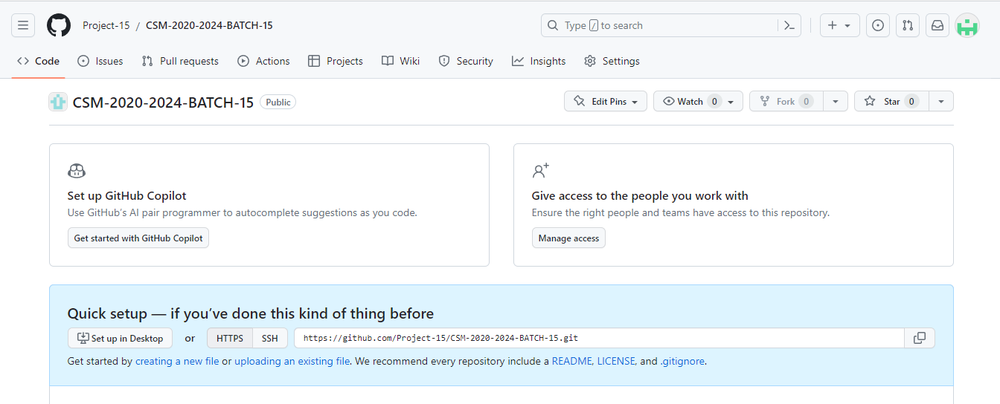 Project-15 / CSM-2020-2024-BATCH-15
Type / to search
Code Issues Pull requests Actions Projects Wiki Security Insights Settings
CSM-2020-2024-BATCH-15 Public
Edit Pins Watch 0 Fork 0 Star 0
Set up GitHub Copilot
Use GitHub's AI pair programmer to autocomplete suggestions as you code.
Get started with GitHub Copilot
Give access to the people you work with
Ensure the right people and teams have access to this repository.
Manage access
Quick setup — if you've done this kind of thing before
Set up in Desktop or HTTPS SSH https://github.com/Project-15/CSM-2020-2024-BATCH-15.git
Get started by creating a new file or uploading an existing file. We recommend every repository include a README, LICENSE, and .gitignore.